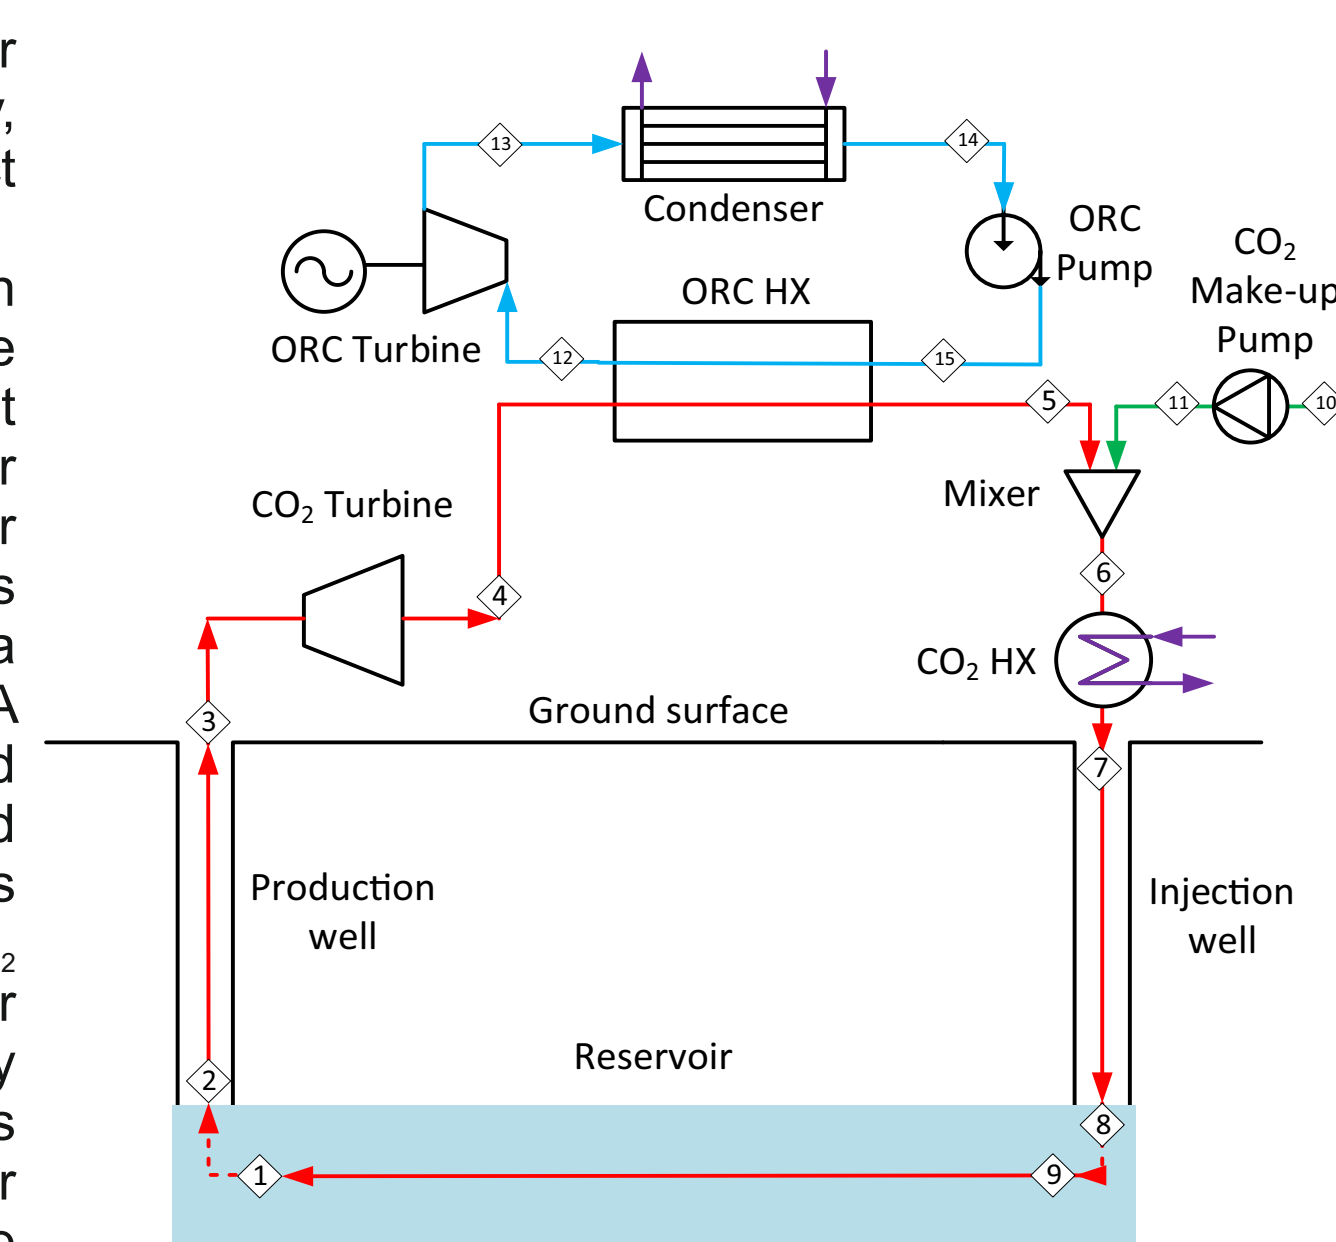 r
y,
ct
n
e
t
r
r
s
a
A
d
d
s
2
r
y
s
r
13
14
Condenser
ORC
Pump
CO₂
Make-up
Pump
ORC HX
ORC Turbine
12
15
5
11
10
CO₂ Turbine
Mixer
4
6
CO₂ HX
Ground surface
3
7
Production
well
Injection
well
Reservoir
2
8
1
9